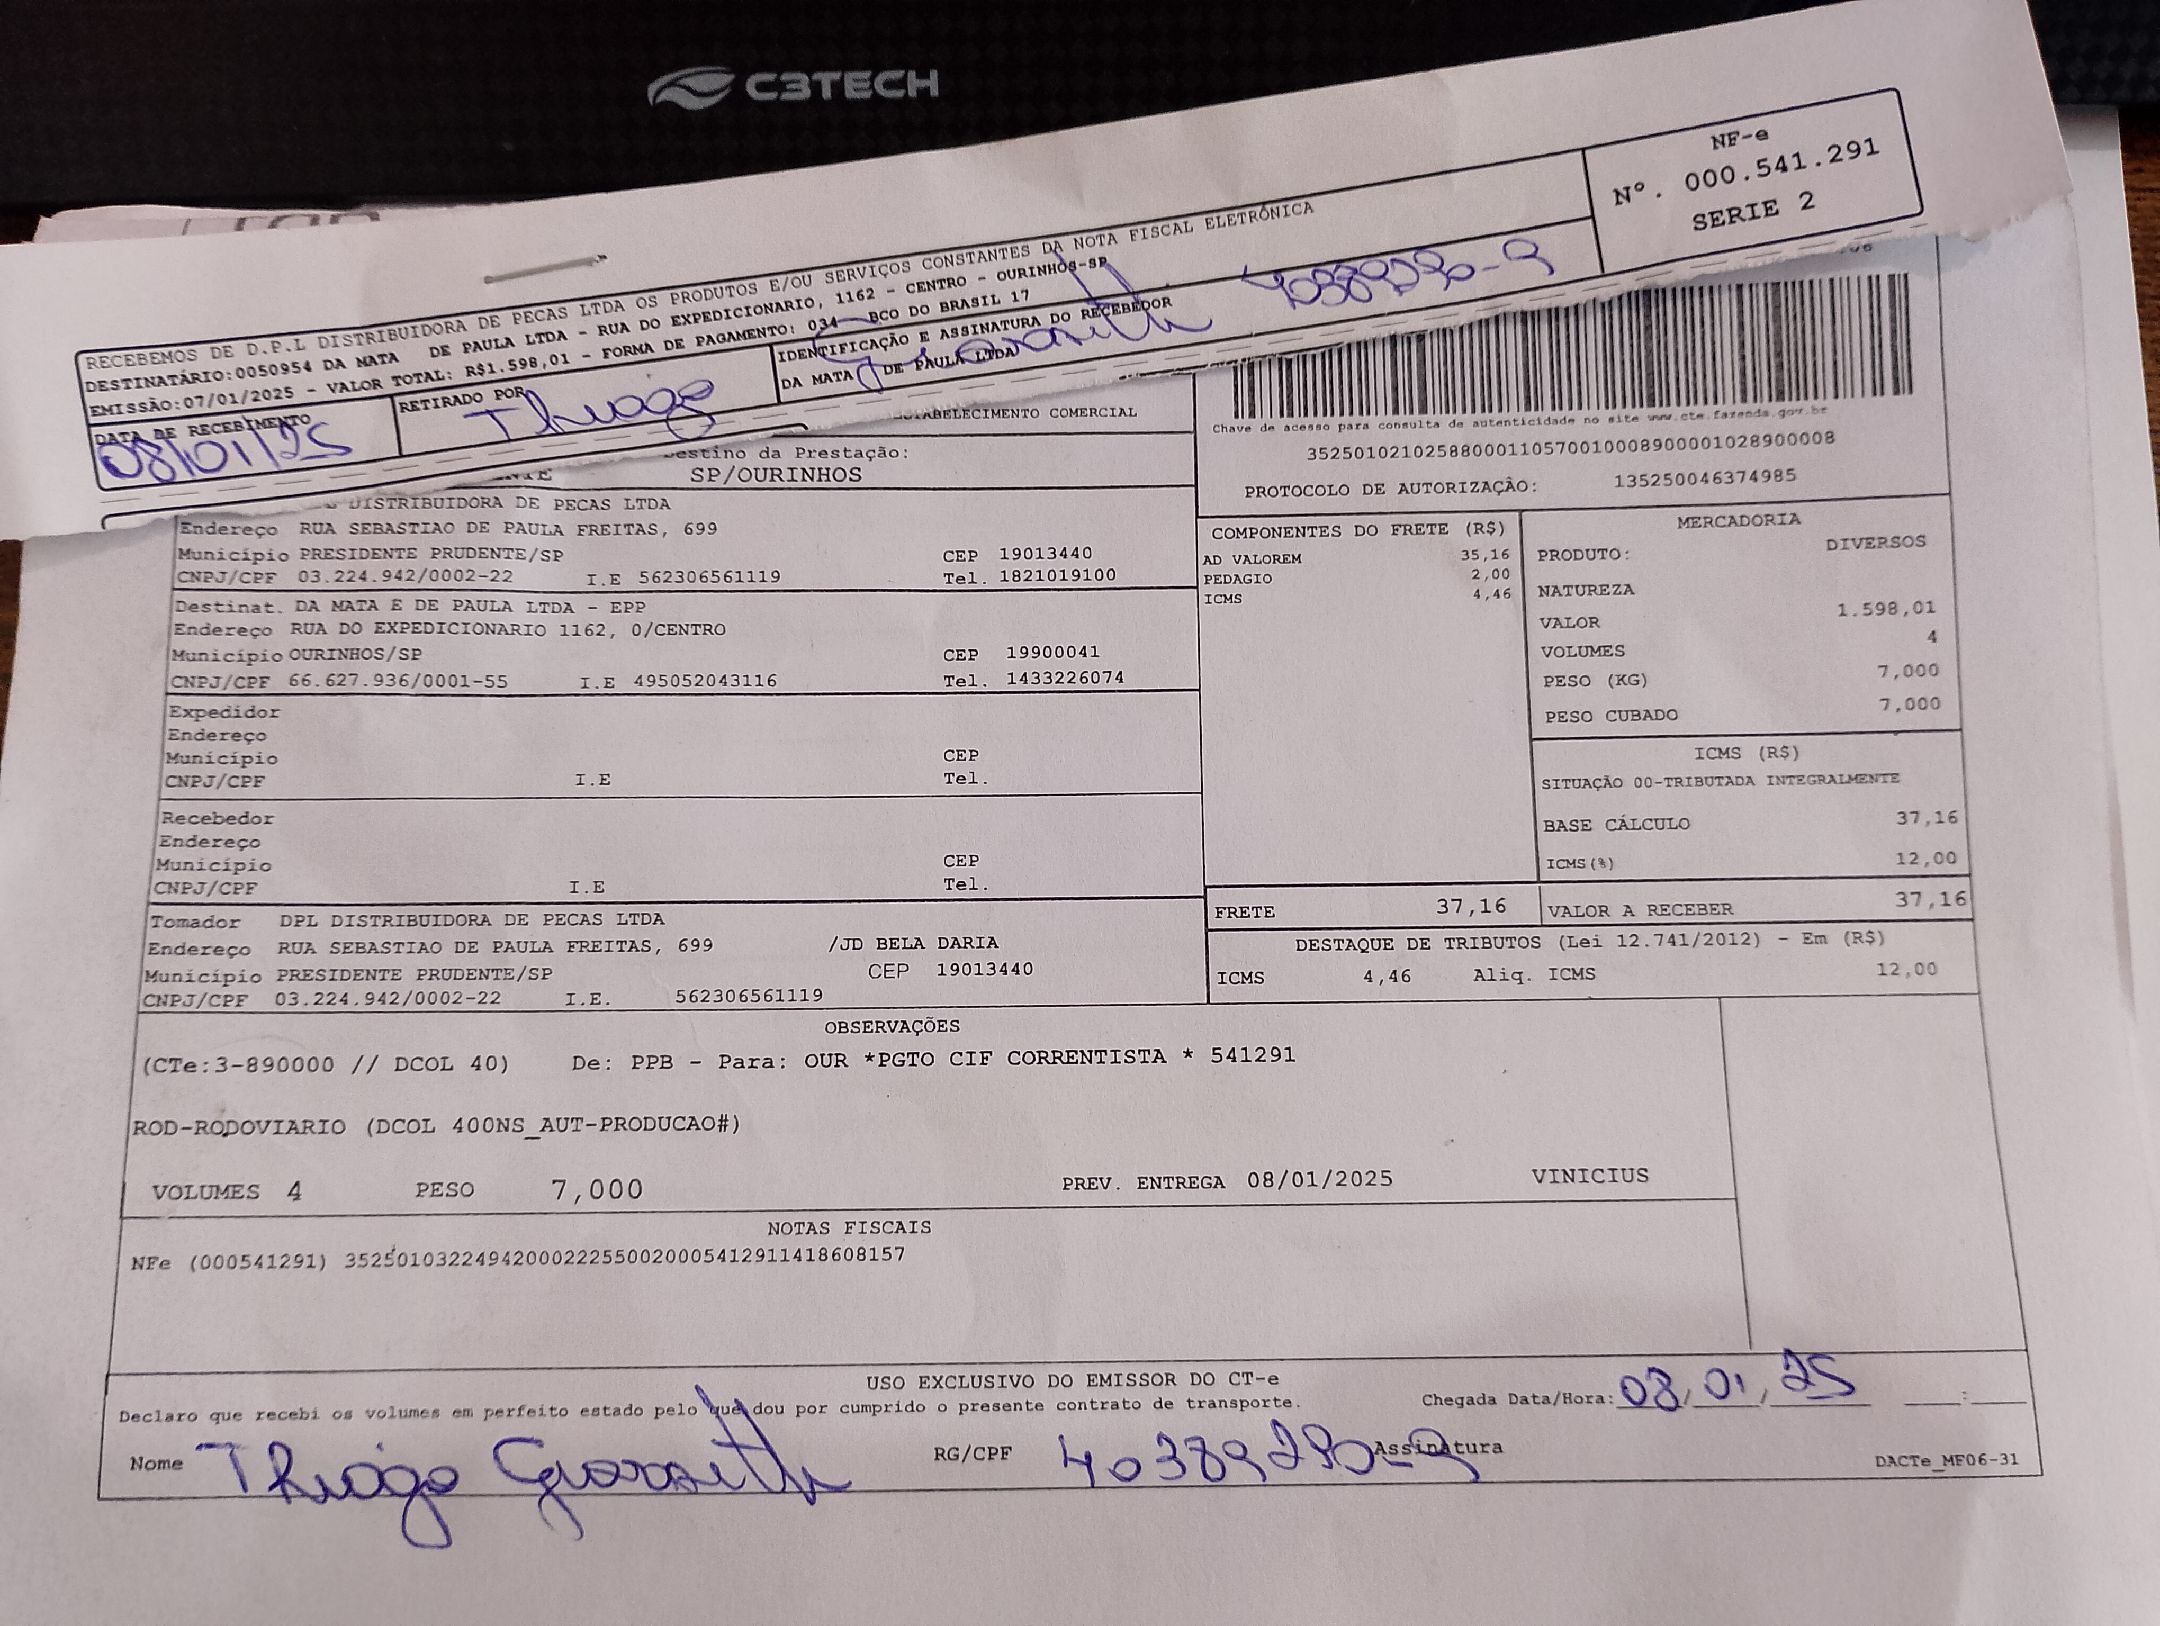 C3TECH
RECEBEMOS DE D.P.L DISTRIBUIDORA DE PECAS LTDA OS PRODUTOS E/OU SERVIÇOS CONSTANTES DA NOTA FISCAL ELETRÔNICA
DESTINATÁRIO:0050954 DA MATA DE PAULA LTDA - RUA DO EXPEDICIONARIO, 1162 - CENTRO - OURINHOS-SP
EMISSÃO:07/01/2025 - VALOR TOTAL: R$1.598,01 - FORMA DE PAGAMENTO: 034 BCO DO BRASIL 17
NF-e
Nº. 000.541.291
SERIE 2
DATA DE RECEBIMENTO
08/01/25
RETIRADO POR
Thiago
IDENTIFICAÇÃO E ASSINATURA DO RECEBEDOR
DA MATA DE PAULA LTDA
ESTABELECIMENTO COMERCIAL
Destino da Prestação:
SP/OURINHOS
Chave de acesso para consulta de autenticidade no site www.cte.fazenda.gov.br
35250102102588000110570010008900001028900008
PROTOCOLO DE AUTORIZAÇÃO: 135250046374985
DISTRIBUIDORA DE PECAS LTDA
Endereço RUA SEBASTIAO DE PAULA FREITAS, 699
Município PRESIDENTE PRUDENTE/SP CEP 19013440
CNPJ/CPF 03.224.942/0002-22 I.E 562306561119 Tel. 1821019100
Destinat. DA MATA E DE PAULA LTDA - EPP
Endereço RUA DO EXPEDICIONARIO 1162, 0/CENTRO
Município OURINHOS/SP CEP 19900041
CNPJ/CPF 66.627.936/0001-55 I.E 495052043116 Tel. 1433226074
Expedidor
Endereço
Município CEP
CNPJ/CPF I.E Tel.
Recebedor
Endereço
Município CEP
CNPJ/CPF I.E Tel.
Tomador DPL DISTRIBUIDORA DE PECAS LTDA
Endereço RUA SEBASTIAO DE PAULA FREITAS, 699 /JD BELA DARIA
Município PRESIDENTE PRUDENTE/SP CEP 19013440
CNPJ/CPF 03.224.942/0002-22 I.E. 562306561119
COMPONENTES DO FRETE (R$)
AD VALOREM 35,16
PEDAGIO 2,00
ICMS 4,46
MERCADORIA
PRODUTO: DIVERSOS
NATUREZA
VALOR 1.598,01
VOLUMES 4
PESO (KG) 7,000
PESO CUBADO 7,000
ICMS (R$)
SITUAÇÃO 00-TRIBUTADA INTEGRALMENTE
BASE CÁLCULO 37,16
ICMS(%) 12,00
FRETE 37,16 VALOR A RECEBER 37,16
DESTAQUE DE TRIBUTOS (Lei 12.741/2012) - Em (R$)
ICMS 4,46 Aliq. ICMS 12,00
OBSERVAÇÕES
(CTe:3-890000 // DCOL 40) De: PPB - Para: OUR *PGTO CIF CORRENTISTA * 541291
ROD-RODOVIARIO (DCOL 400NS_AUT-PRODUCAO#)
VOLUMES 4 PESO 7,000 PREV. ENTREGA 08/01/2025 VINICIUS
NOTAS FISCAIS
NFe (000541291) 35250103224942000222550020005412911418608157
USO EXCLUSIVO DO EMISSOR DO CT-e
Declaro que recebi os volumes em perfeito estado pelo que dou por cumprido o presente contrato de transporte. Chegada Data/Hora: 08/01/25 __:__
Nome Thiago RG/CPF Assinatura DACTe_MF06-31